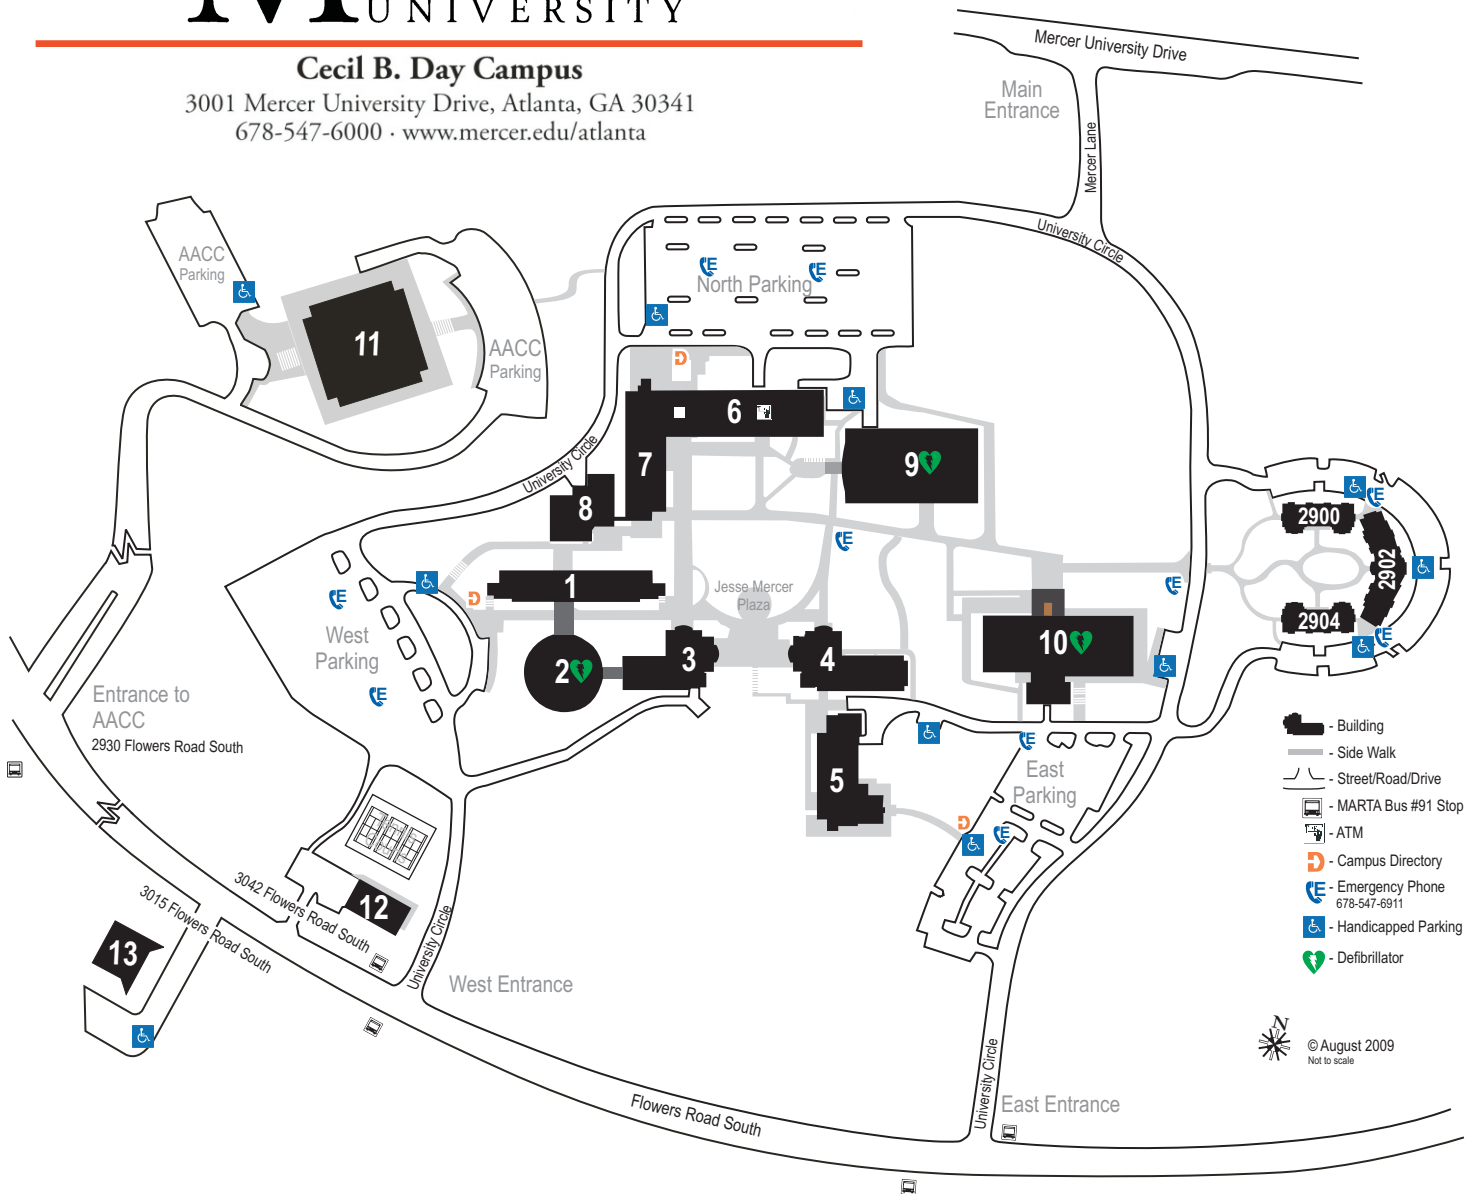 M UNIVERSITY
Cecil B. Day Campus
3001 Mercer University Drive, Atlanta, GA 30341
678-547-6000 · www.mercer.edu/atlanta
Mercer University Drive
Main
Entrance
Mercer Lane
University Circle
AACC
Parking
E
E
North Parking
11
AACC
Parking
D
6
7
University Circle
9
8
2900
E
E
2902
1
Jesse Mercer
Plaza
D
E
E
West
Parking
2904
E
10
2
3
4
E
Entrance to
AACC
2930 Flowers Road South
- Building
E
- Side Walk
East
Parking
5
- Street/Road/Drive
- MARTA Bus #91 Stop
D
E
- ATM
D - Campus Directory
E - Emergency Phone
678-547-6911
3042 Flowers Road South
3015 Flowers Road South
12
University Circle
- Handicapped Parking
13
- Defibrillator
West Entrance
N
© August 2009
Not to scale
University Circle
East Entrance
Flowers Road South